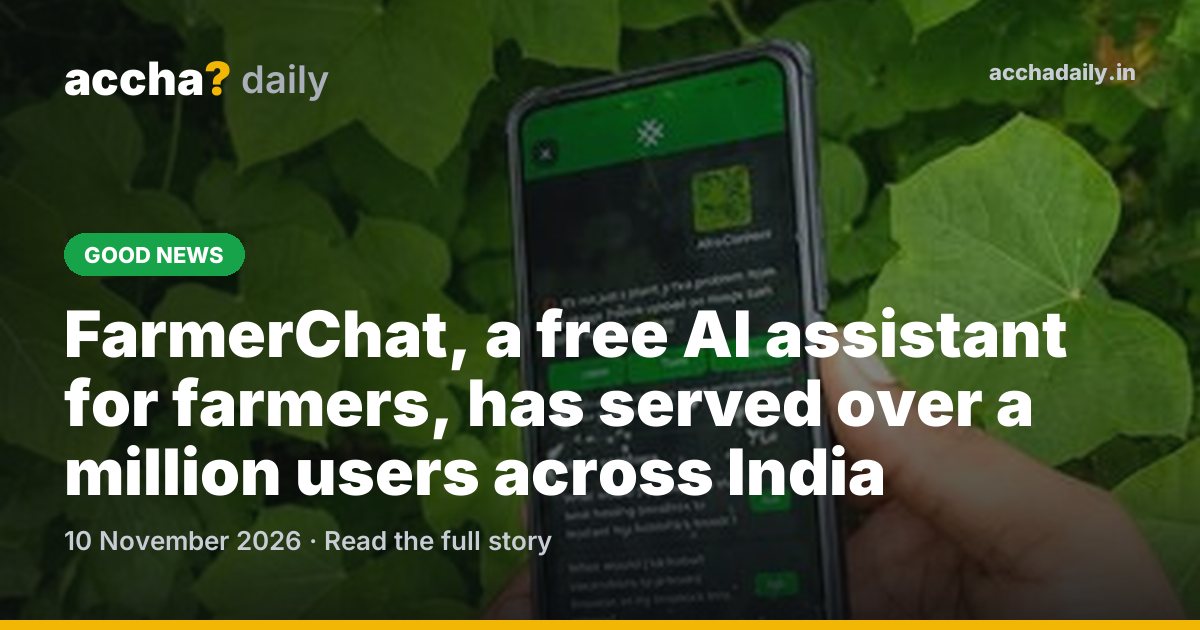 accha? daily
acchadaily.in
GOOD NEWS
FarmerChat, a free AI assistant
for farmers, has served over a
million users across India
10 November 2026 · Read the full story